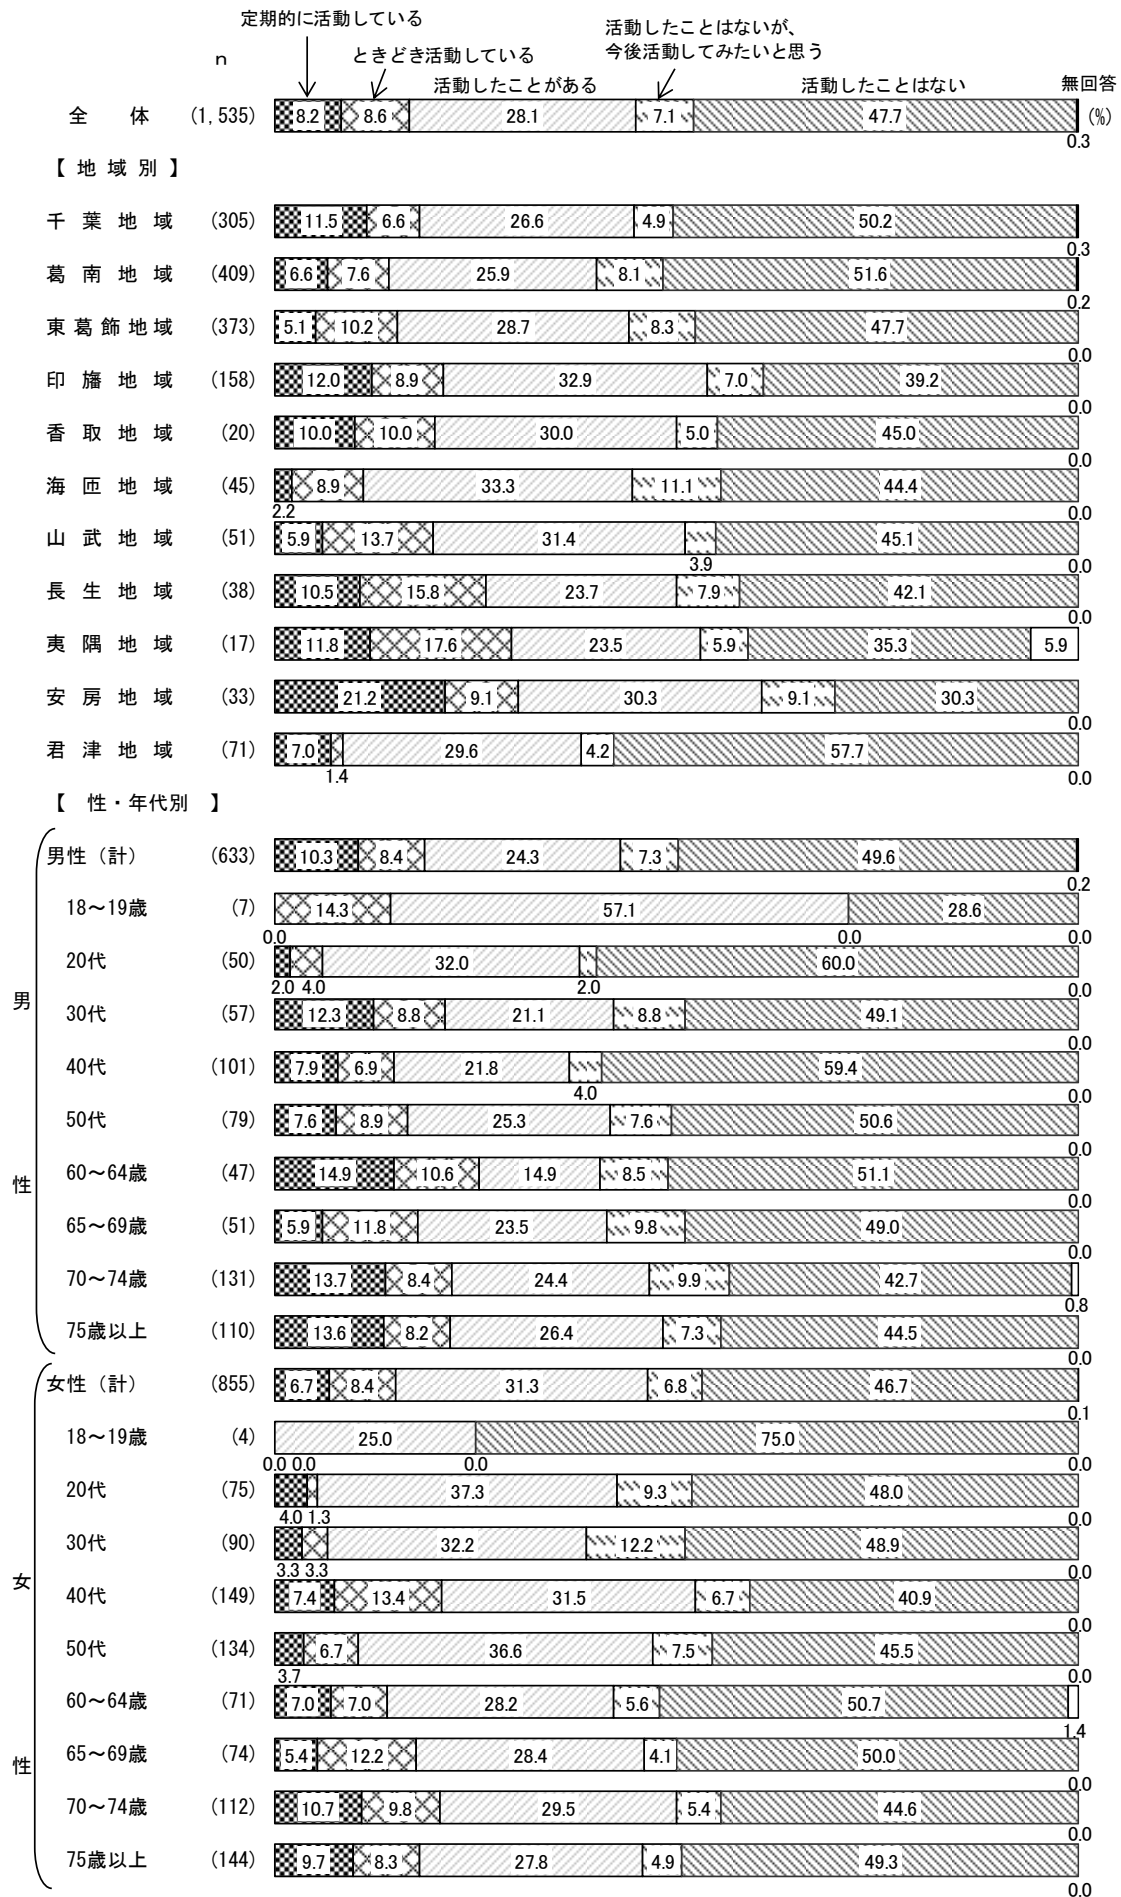 定期的に活動している
ときどき活動している
活動したことがある
活動したことはないが、
今後活動してみたいと思う
活動したことはない
無回答
n
全体 (1,535) 8.2 8.6 28.1 7.1 47.7 0.3 (%)
【地域別】
千葉地域 (305) 11.5 6.6 26.6 4.9 50.2 0.3
葛南地域 (409) 6.6 7.6 25.9 8.1 51.6 0.2
東葛飾地域 (373) 5.1 10.2 28.7 8.3 47.7 0.0
印旛地域 (158) 12.0 8.9 32.9 7.0 39.2 0.0
香取地域 (20) 10.0 10.0 30.0 5.0 45.0 0.0
海匝地域 (45) 2.2 8.9 33.3 11.1 44.4 0.0
山武地域 (51) 5.9 13.7 31.4 3.9 45.1 0.0
長生地域 (38) 10.5 15.8 23.7 7.9 42.1 0.0
夷隅地域 (17) 11.8 17.6 23.5 5.9 35.3 5.9
安房地域 (33) 21.2 9.1 30.3 9.1 30.3 0.0
君津地域 (71) 7.0 1.4 29.6 4.2 57.7 0.0
【 性・年代別 】
男性
男性（計） (633) 10.3 8.4 24.3 7.3 49.6 0.2
18～19歳 (7) 0.0 14.3 57.1 0.0 28.6 0.0
20代 (50) 2.0 4.0 32.0 2.0 60.0 0.0
30代 (57) 12.3 8.8 21.1 8.8 49.1 0.0
40代 (101) 7.9 6.9 21.8 4.0 59.4 0.0
50代 (79) 7.6 8.9 25.3 7.6 50.6 0.0
60～64歳 (47) 14.9 10.6 14.9 8.5 51.1 0.0
65～69歳 (51) 5.9 11.8 23.5 9.8 49.0 0.0
70～74歳 (131) 13.7 8.4 24.4 9.9 42.7 0.8
75歳以上 (110) 13.6 8.2 26.4 7.3 44.5 0.0
女性
女性（計） (855) 6.7 8.4 31.3 6.8 46.7 0.1
18～19歳 (4) 0.0 0.0 25.0 0.0 75.0 0.0
20代 (75) 4.0 1.3 37.3 9.3 48.0 0.0
30代 (90) 3.3 3.3 32.2 12.2 48.9 0.0
40代 (149) 7.4 13.4 31.5 6.7 40.9 0.0
50代 (134) 3.7 6.7 36.6 7.5 45.5 0.0
60～64歳 (71) 7.0 7.0 28.2 5.6 50.7 1.4
65～69歳 (74) 5.4 12.2 28.4 4.1 50.0 0.0
70～74歳 (112) 10.7 9.8 29.5 5.4 44.6 0.0
75歳以上 (144) 9.7 8.3 27.8 4.9 49.3 0.0